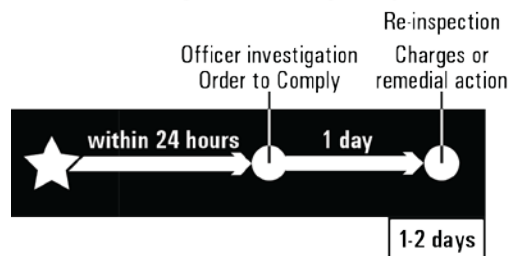 Re-inspection
Officer investigation
Order to Comply
Charges or
remedial action
within 24 hours
1 day
1-2 days